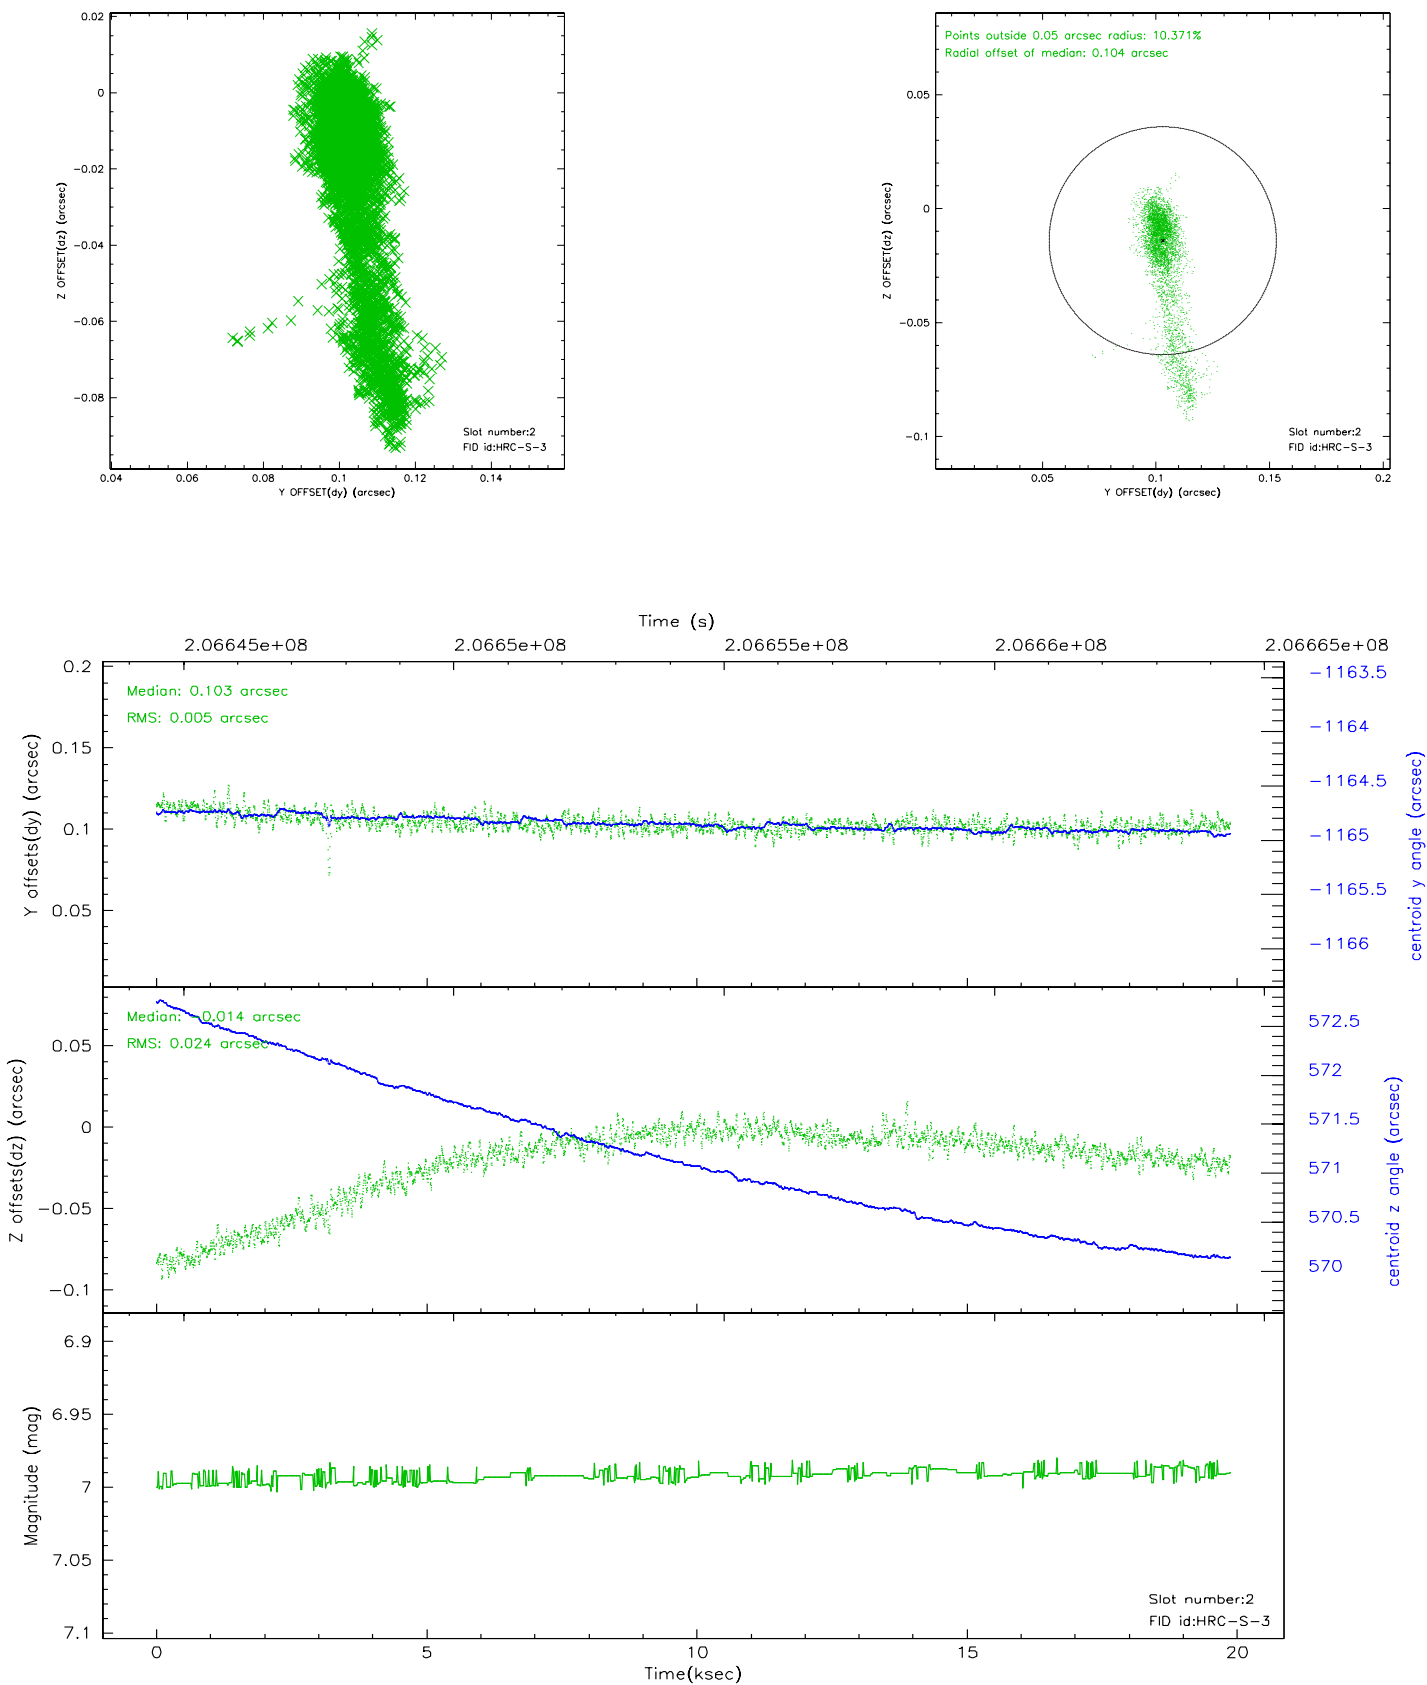 0.02
0
−0.02
−0.04
−0.06
−0.08
Z OFFSET(dz) (arcsec)
0.04 0.06 0.08 0.1 0.12 0.14
Y OFFSET(dy) (arcsec)
Slot number:2
FID id:HRC−S−3
Points outside 0.05 arcsec radius: 10.371%
Radial offset of median: 0.104 arcsec
0.05
0
−0.05
−0.1
Z OFFSET(dz) (arcsec)
0.05 0.1 0.15 0.2
Y OFFSET(dy) (arcsec)
Slot number:2
FID id:HRC−S−3
Time (s)
2.06645e+08 2.0665e+08 2.06655e+08 2.0666e+08 2.06665e+08
Median: 0.103 arcsec
RMS: 0.005 arcsec
0.2
0.15
0.1
0.05
Y offsets(dy) (arcsec)
−1163.5
−1164
−1164.5
−1165
−1165.5
−1166
centroid y angle (arcsec)
Median: −0.014 arcsec
RMS: 0.024 arcsec
0.05
0
−0.05
−0.1
Z offsets(dz) (arcsec)
572.5
572
571.5
571
570.5
570
centroid z angle (arcsec)
6.9
6.95
7
7.05
7.1
Magnitude (mag)
Slot number:2
FID id:HRC−S−3
0 5 10 15 20
Time(ksec)